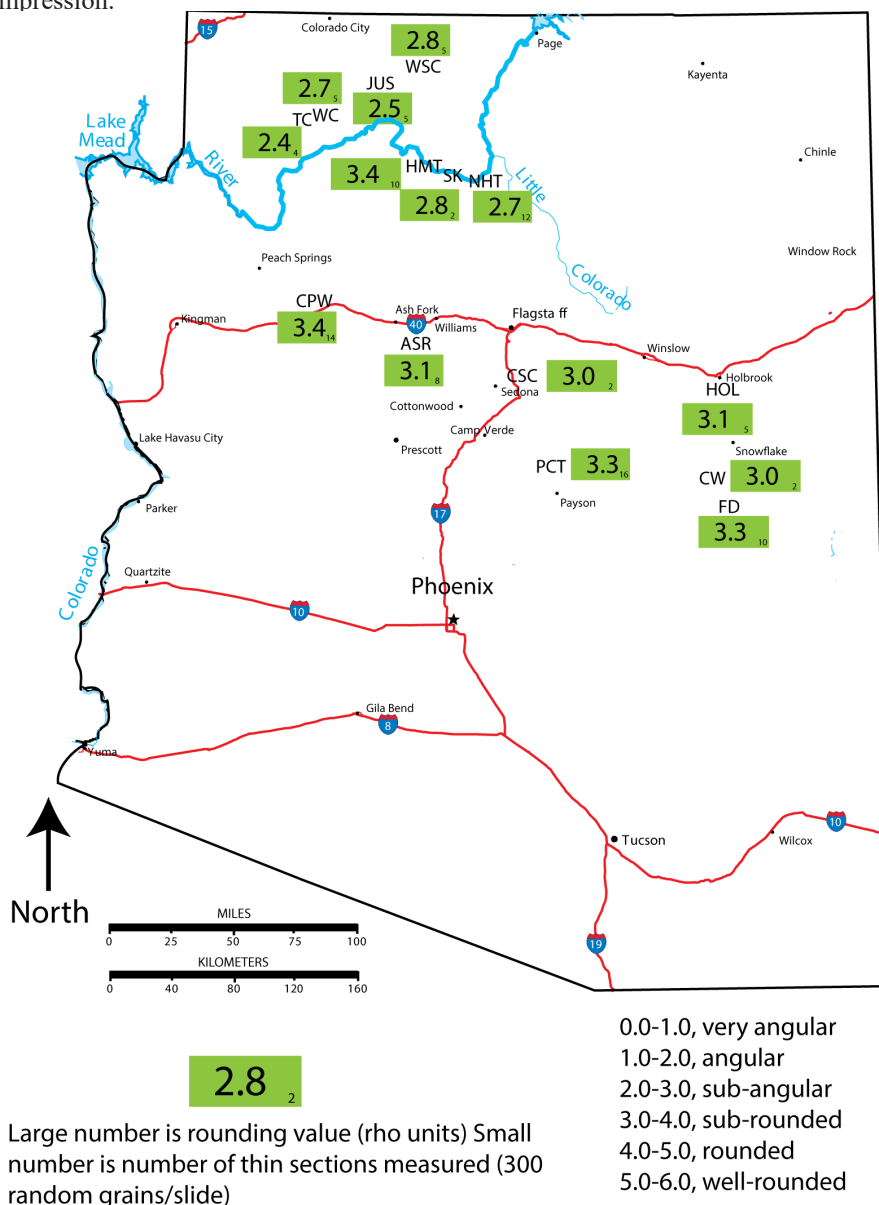 mpression.
15
Colorado City
2.8 5
WSC
Page
Kayenta
JUS
2.7 5
2.5 5
TC WC
Lake
Mead
2.4 4
River
Chinle
HMT
3.4 10
SK
NHT
Little
2.8 2
2.7 12
Window Rock
Peach Springs
Colorado
CPW
Kingman
3.4 14
Ash Fork
40
Williams
Flagsta ff
ASR
3.1 8
Winslow
CSC
3.0 2
Sedona
Holbrook
HOL
Cottonwood
3.1 5
Camp Verde
Lake Havasu City
Prescott
Snowflake
PCT
3.3 16
CW
3.0 2
Payson
Parker
FD
3.3 10
17
Colorado
Quartzite
Phoenix
10
Gila Bend
8
Yuma
10
Tucson
Wilcox
North
MILES
0 25 50 75 100
KILOMETERS
0 40 80 120 160
19
2.8 2
Large number is rounding value (rho units) Small
number is number of thin sections measured (300
random grains/slide)
0.0-1.0, very angular
1.0-2.0, angular
2.0-3.0, sub-angular
3.0-4.0, sub-rounded
4.0-5.0, rounded
5.0-6.0, well-rounded